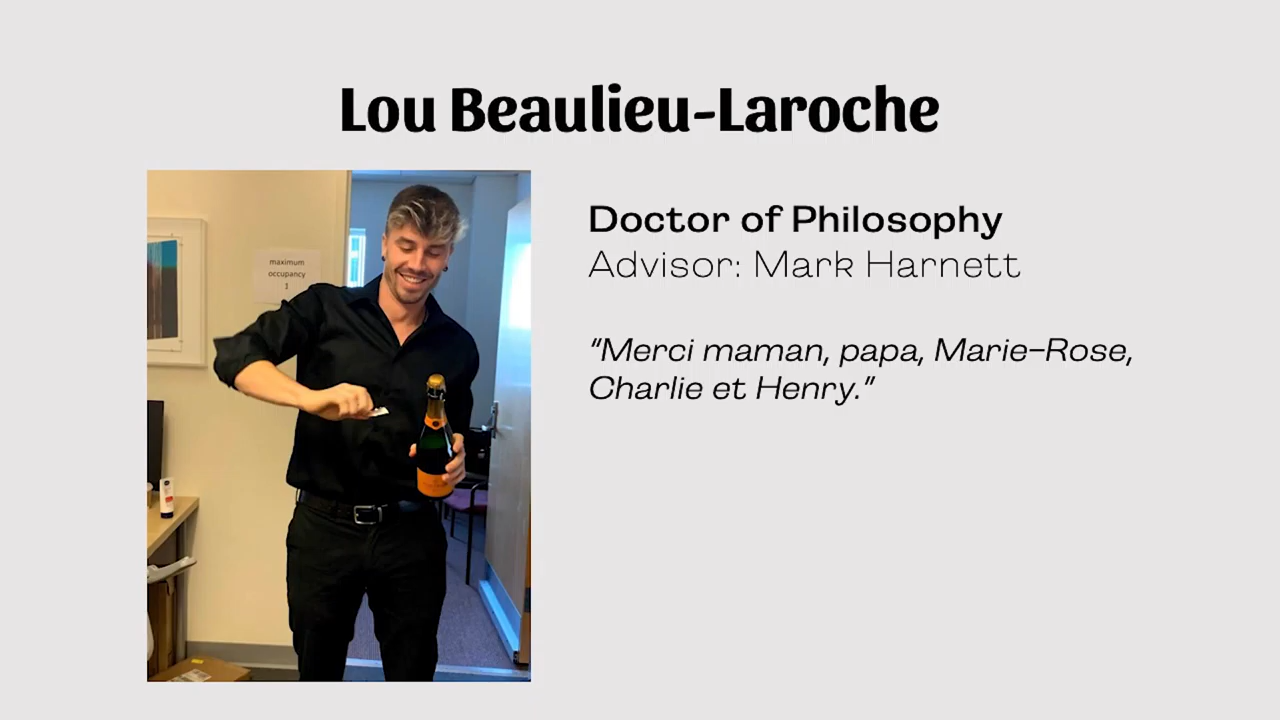 Lou Beaulieu-Laroche
Doctor of Philosophy
Advisor: Mark Harnett
“Merci maman, papa, Marie-Rose,
Charlie et Henry.”
maximum
occupancy
1